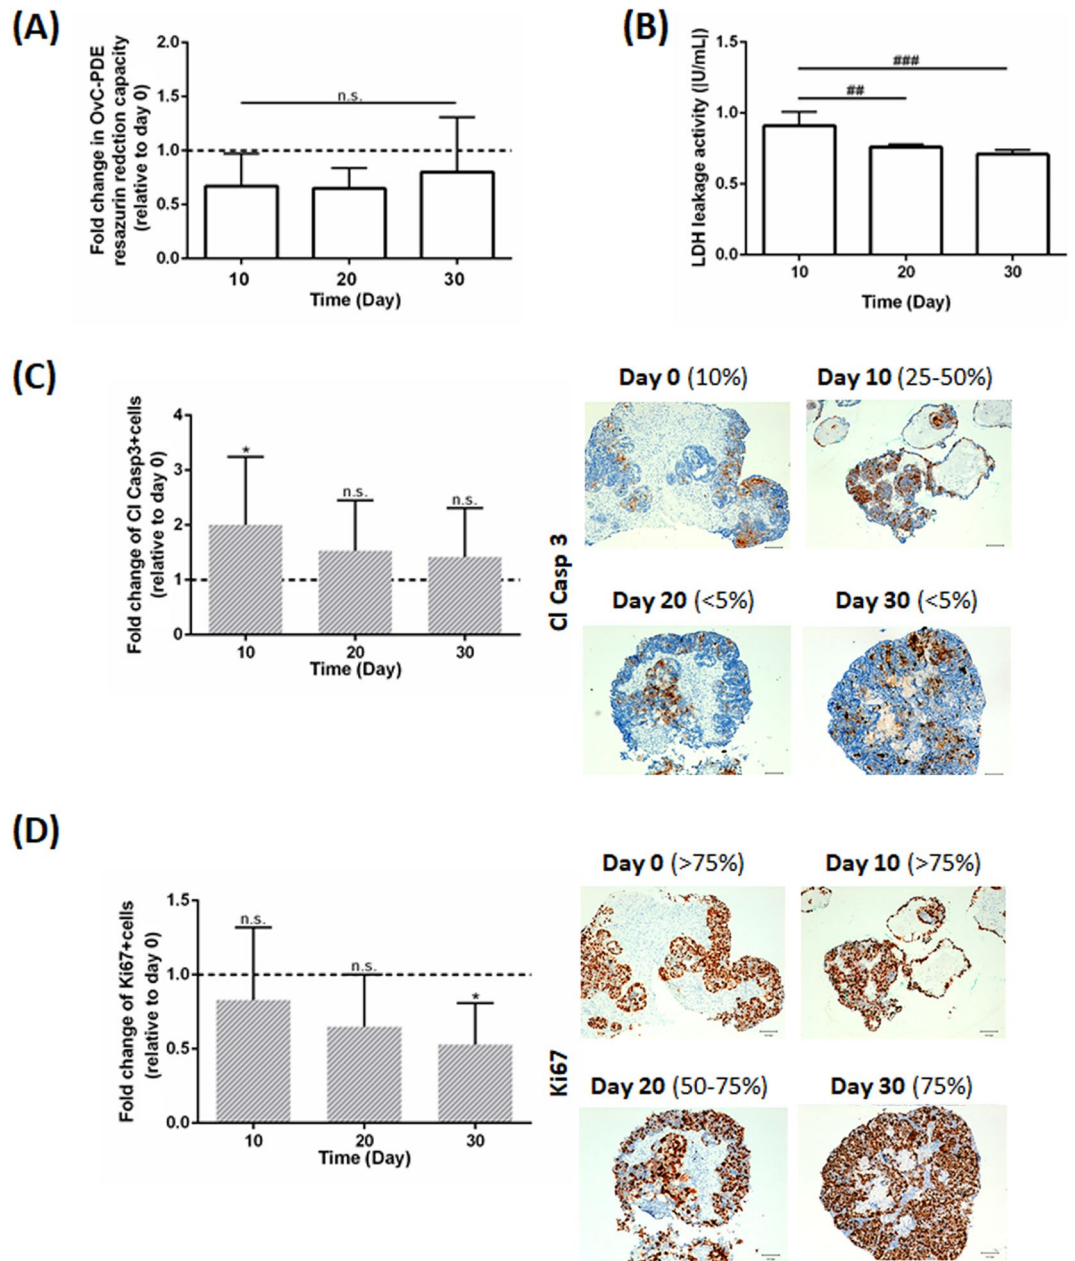 (A)
Fold change in OvC-PDE
resazurin redction capacity
(relative to day 0)
2.0
1.5
1.0
0.5
0.0
n.s.
10
20
30
Time (Day)
(B)
LDH leakage activity (|U/mL|)
1.5
1.0
0.5
0.0
###
##
10
20
30
Time (Day)
(C)
Fold change of Cl Casp3+cells
(relative to day 0)
4
3
2
1
0
*
n.s.
n.s.
10
20
30
Time (Day)
Cl Casp 3
Day 0 (10%)
Day 10 (25-50%)
Day 20 (<5%)
Day 30 (<5%)
(D)
Fold change of Ki67+cells
(relative to day 0)
1.5
1.0
0.5
0.0
n.s.
n.s.
*
10
20
30
Time (Day)
Ki67
Day 0 (>75%)
Day 10 (>75%)
Day 20 (50-75%)
Day 30 (75%)